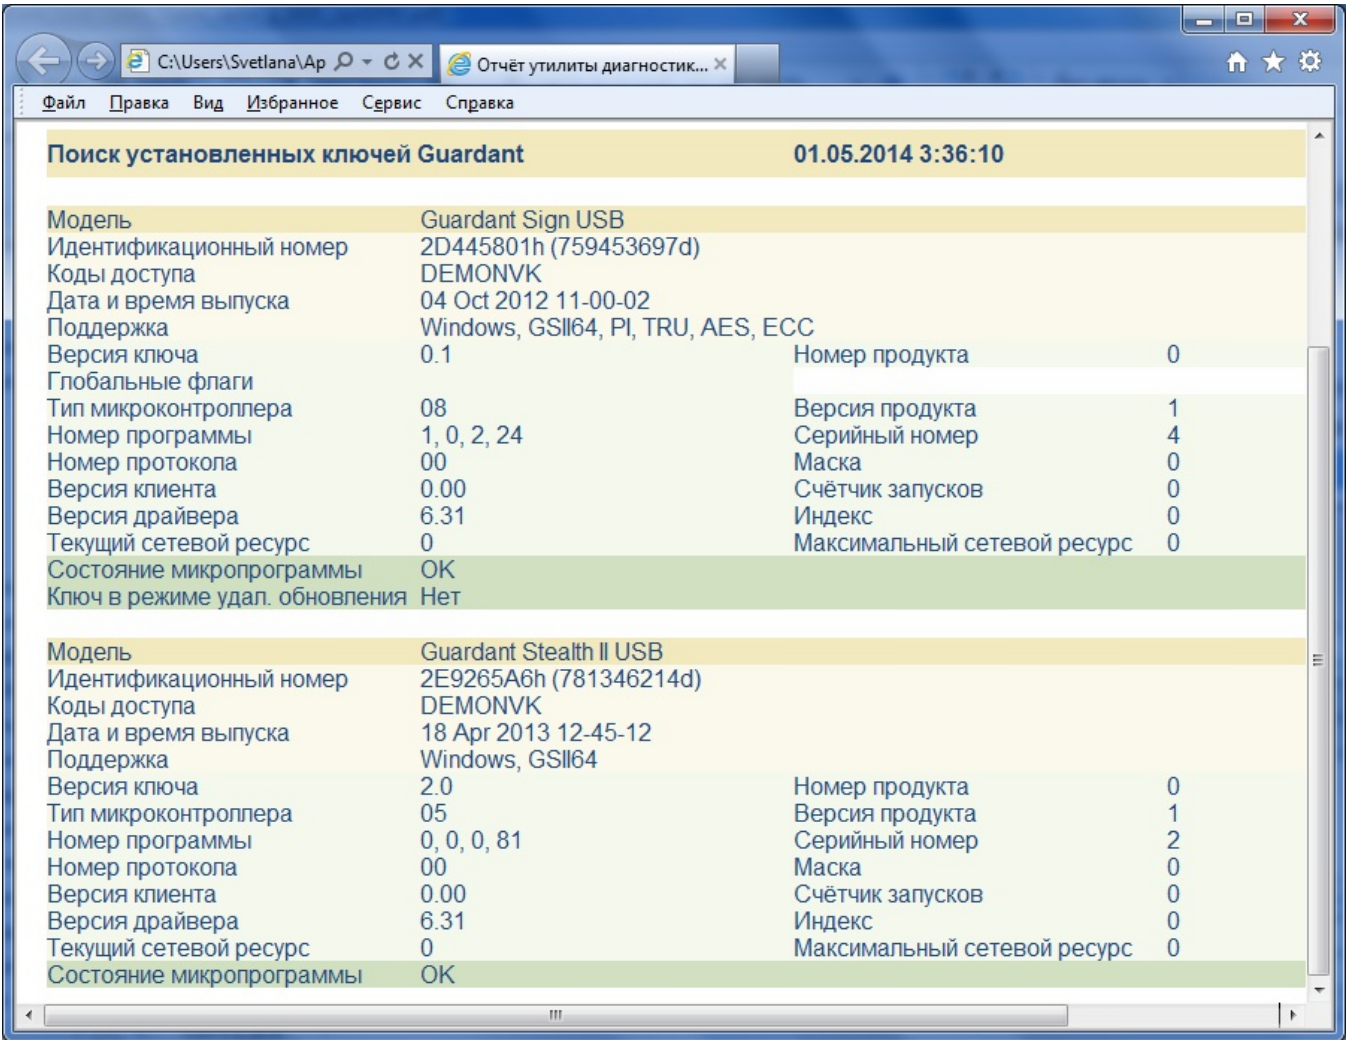 C:\Users\Svetlana\Ap
Отчёт утилиты диагностик...
Файл Правка Вид Избранное Сервис Справка
Поиск установленных ключей Guardant 01.05.2014 3:36:10
Модель Guardant Sign USB
Идентификационный номер 2D445801h (759453697d)
Коды доступа DEMONVK
Дата и время выпуска 04 Oct 2012 11-00-02
Поддержка Windows, GSII64, PI, TRU, AES, ECC
Версия ключа 0.1 Номер продукта 0
Глобальные флаги
Тип микроконтроллера 08 Версия продукта 1
Номер программы 1, 0, 2, 24 Серийный номер 4
Номер протокола 00 Маска 0
Версия клиента 0.00 Счётчик запусков 0
Версия драйвера 6.31 Индекс 0
Текущий сетевой ресурс 0 Максимальный сетевой ресурс 0
Состояние микропрограммы OK
Ключ в режиме удал. обновления Нет
Модель Guardant Stealth II USB
Идентификационный номер 2E9265A6h (781346214d)
Коды доступа DEMONVK
Дата и время выпуска 18 Apr 2013 12-45-12
Поддержка Windows, GSII64
Версия ключа 2.0 Номер продукта 0
Тип микроконтроллера 05 Версия продукта 1
Номер программы 0, 0, 0, 81 Серийный номер 2
Номер протокола 00 Маска 0
Версия клиента 0.00 Счётчик запусков 0
Версия драйвера 6.31 Индекс 0
Текущий сетевой ресурс 0 Максимальный сетевой ресурс 0
Состояние микропрограммы OK